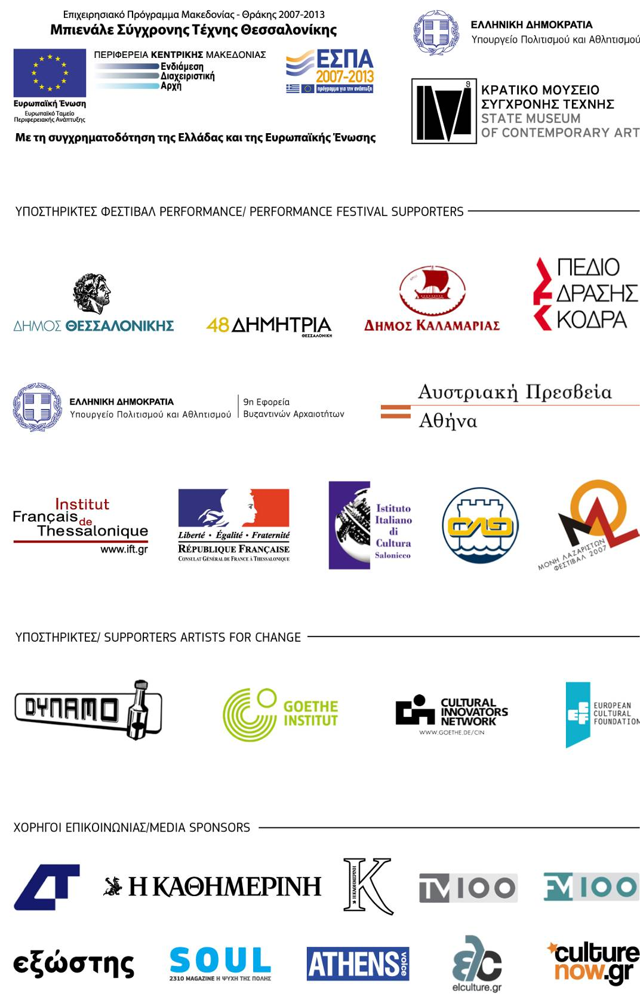 Επιχειρησιακό Πρόγραμμα Μακεδονίας - Θράκης 2007-2013
Μπιενάλε Σύγχρονης Τέχνης Θεσσαλονίκης
ΠΕΡΙΦΕΡΕΙΑ ΚΕΝΤΡΙΚΗΣ ΜΑΚΕΔΟΝΙΑΣ
Ενδιάμεση
Διαχειριστική
Αρχή
Ευρωπαϊκή Ένωση
Ευρωπαϊκό Ταμείο
Περιφερειακής Ανάπτυξης
ΕΣΠΑ
2007-2013
πρόγραμμα για την ανάπτυξη
Με τη συγχρηματοδότηση της Ελλάδας και της Ευρωπαϊκής Ένωσης
ΕΛΛΗΝΙΚΗ ΔΗΜΟΚΡΑΤΙΑ
Υπουργείο Πολιτισμού και Αθλητισμού
ΚΡΑΤΙΚΟ ΜΟΥΣΕΙΟ
ΣΥΓΧΡΟΝΗΣ ΤΕΧΝΗΣ
STATE MUSEUM
OF CONTEMPORARY ART
ΥΠΟΣΤΗΡΙΚΤΕΣ ΦΕΣΤΙΒΑΛ PERFORMANCE/ PERFORMANCE FESTIVAL SUPPORTERS
ΔΗΜΟΣ ΘΕΣΣΑΛΟΝΙΚΗΣ
48 ΔΗΜΗΤΡΙΑ
ΘΕΣΣΑΛΟΝΙΚΗ
ΔΗΜΟΣ ΚΑΛΑΜΑΡΙΑΣ
ΠΕΔΙΟ
ΔΡΑΣΗΣ
ΚΟΔΡΑ
ΕΛΛΗΝΙΚΗ ΔΗΜΟΚΡΑΤΙΑ
Υπουργείο Πολιτισμού και Αθλητισμού
9η Εφορεία
Βυζαντινών Αρχαιοτήτων
Αυστριακή Πρεσβεία
Αθήνα
Institut
Français de
Thessalonique
www.ift.gr
Liberté • Égalité • Fraternité
RÉPUBLIQUE FRANÇAISE
CONSULAT GÉNÉRAL DE FRANCE À THESSALONIQUE
Istituto
Italiano
di
Cultura
Salonicco
ΟΛΘ
ΜΟΝΗ ΛΑΖΑΡΙΣΤΩΝ
ΦΕΣΤΙΒΑΛ 2007
ΥΠΟΣΤΗΡΙΚΤΕΣ/ SUPPORTERS ARTISTS FOR CHANGE
DYNAMO
GOETHE
INSTITUT
CULTURAL
INNOVATORS
NETWORK
WWW.GOETHE.DE/CIN
ECF
EUROPEAN
CULTURAL
FOUNDATION
ΧΟΡΗΓΟΙ ΕΠΙΚΟΙΝΩΝΙΑΣ/MEDIA SPONSORS
Η ΚΑΘΗΜΕΡΙΝΗ
Κ
Η ΚΑΘΗΜΕΡΙΝΗ
TV100
FM100
εξώστης
SOUL
2310 MAGAZINE Η ΨΥΧΗ ΤΗΣ ΠΟΛΗΣ
ATHENS voice
elc
elculture.gr
culture
now.gr